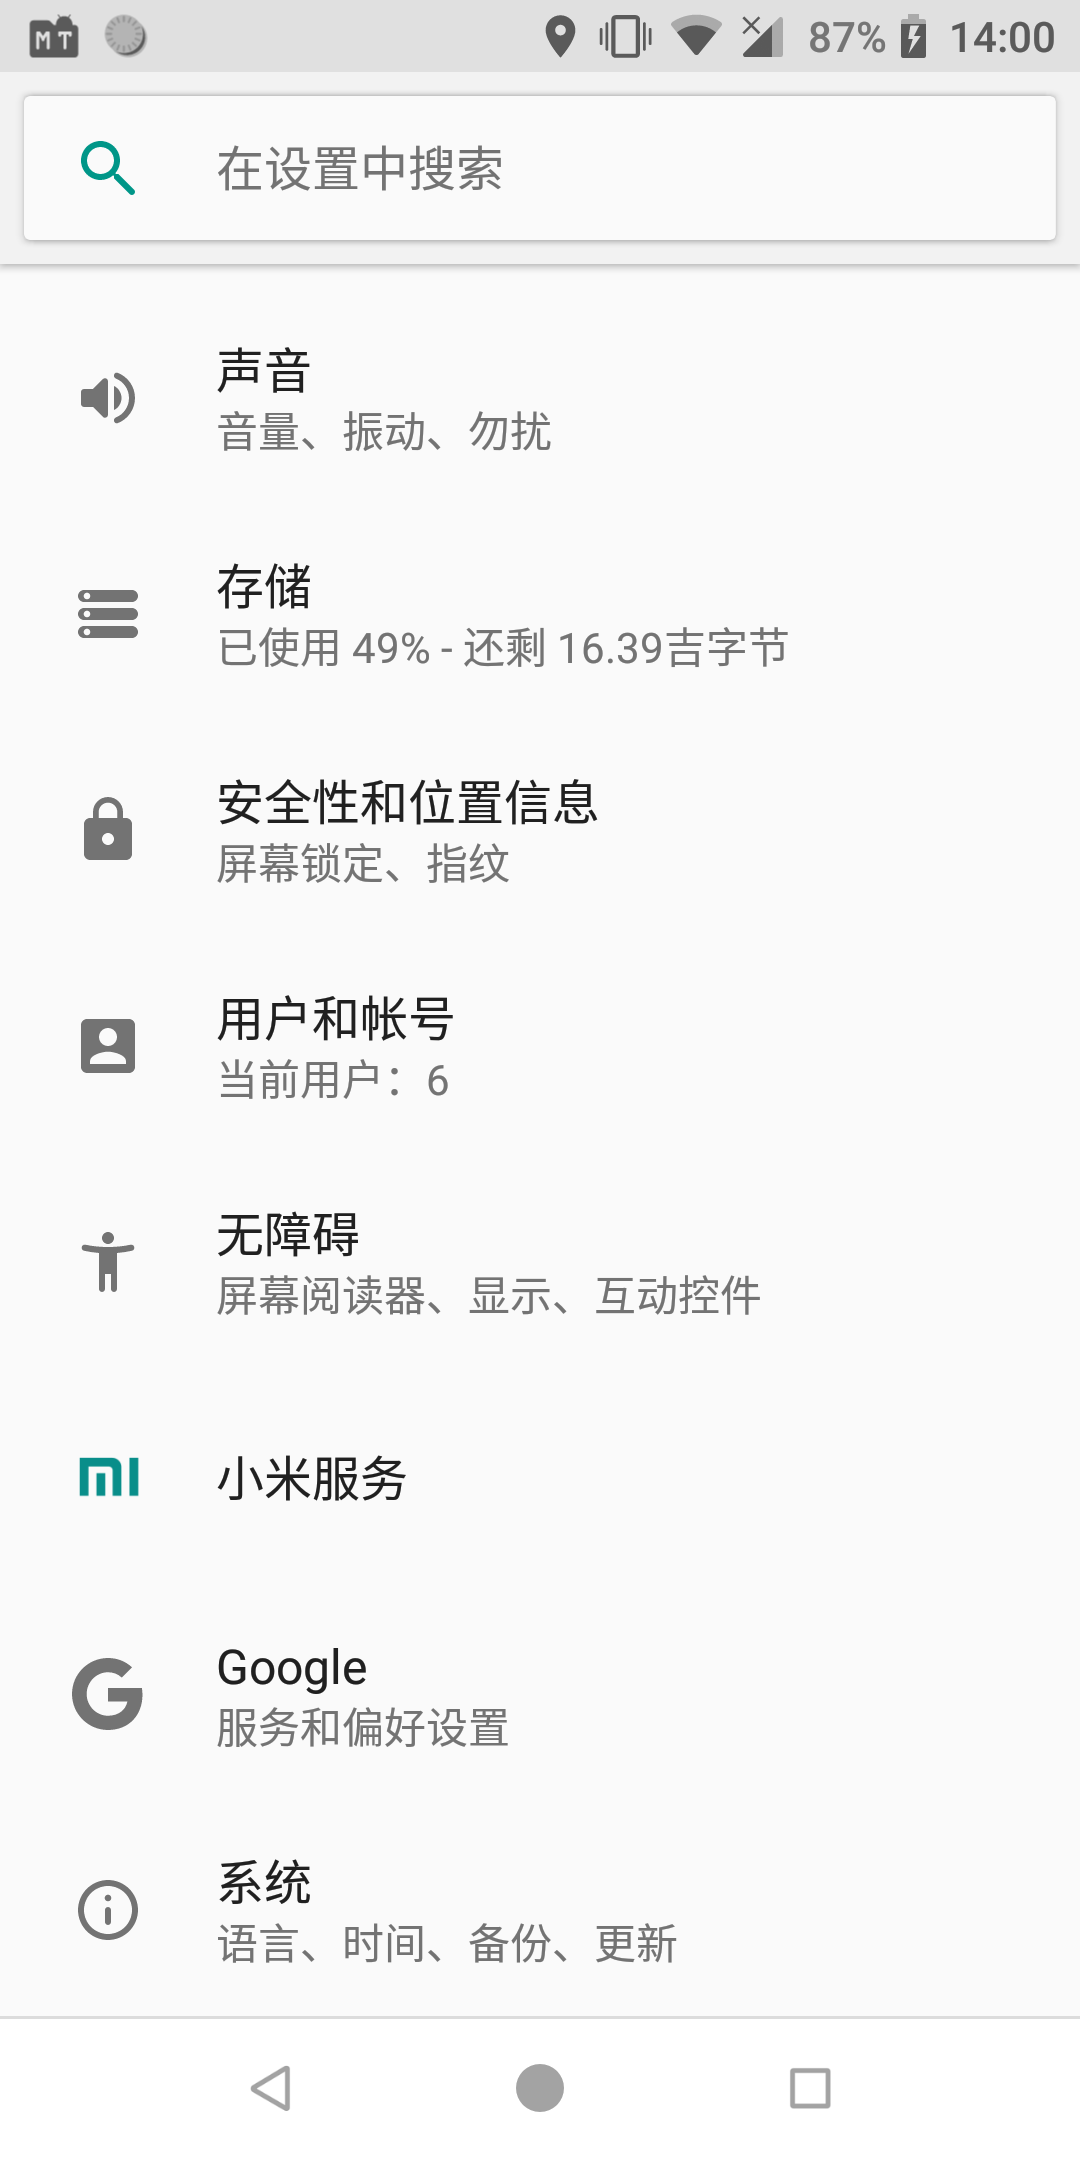 MT
87%
14:00
在设置中搜索
声音
音量、振动、勿扰
存储
已使用 49% - 还剩 16.39吉字节
安全性和位置信息
屏幕锁定、指纹
用户和帐号
当前用户：6
无障碍
屏幕阅读器、显示、互动控件
小米服务
Google
服务和偏好设置
系统
语言、时间、备份、更新